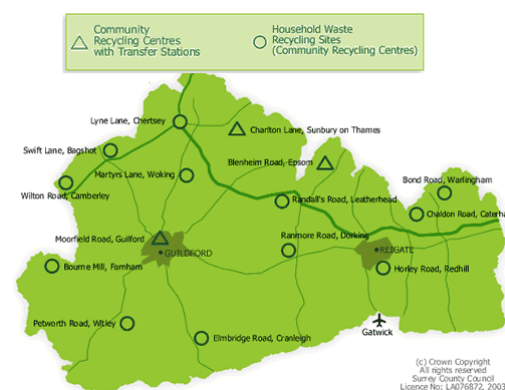 Community
Recycling Centres
with Transfer Stations
Household Waste
Recycling Sites
(Community Recycling Centres)
Lyne Lane, Chertsey
Charlton Lane, Sunbury on Thames
Swift Lane, Bagshot
Blenheim Road, Epsom
Martyrs Lane, Woking
Bond Road, Warlingham
Wilton Road, Camberley
Randall's Road, Leatherhead
Chaldon Road, Caterha
Moorfield Road, Guilford
Ranmore Road, Dorking
GUILDFORD
REIGATE
Bourne Mill, Farnham
Horley Road, Redhill
Petworth Road, Witley
Elmbridge Road, Cranleigh
Gatwick
(c) Crown Copyright
All rights reserved
Surrey County Council
Licence No: LA076872, 2003